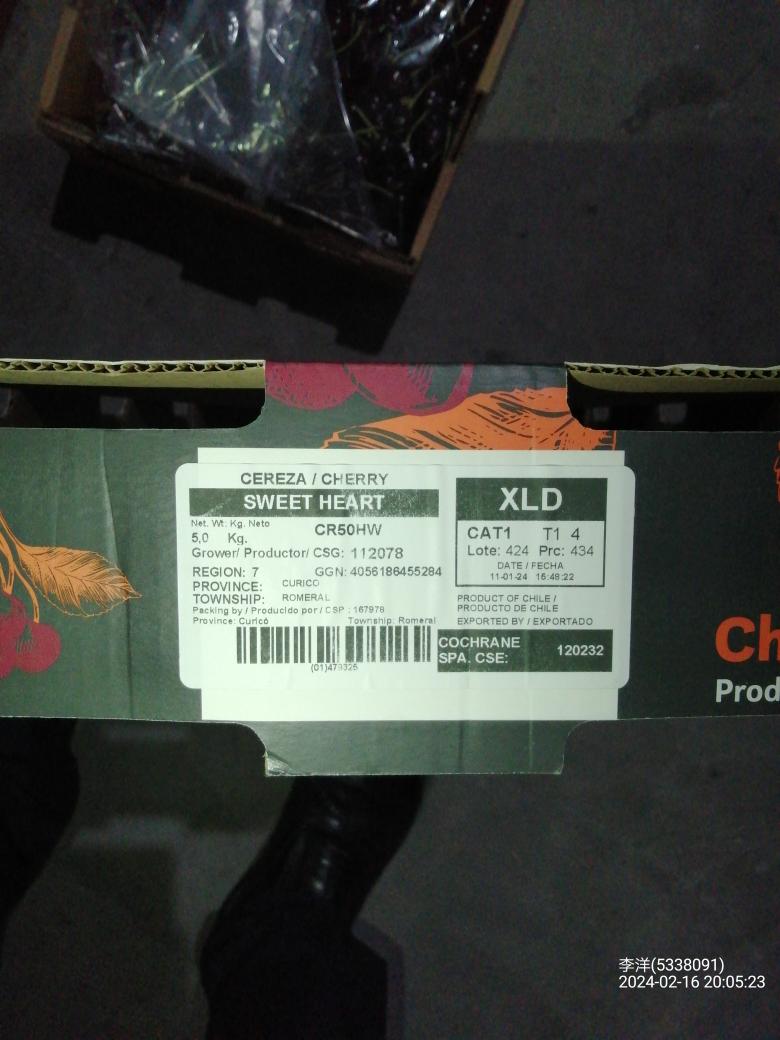 CEREZA / CHERRY
SWEET HEART
Net. Wt. Kg. Neto
5,0 Kg.
CR50HW
Grower/ Productor/ CSG: 112078
REGION: 7 GGN: 4056186455284
PROVINCE: CURICO
TOWNSHIP: ROMERAL
Packing by / Producido por / CSP : 167978
Province: Curicó Township: Romeral
(01)479325
XLD
CAT1 T1 4
Lote: 424 Prc: 434
DATE / FECHA
11-01-24 15:48:22
PRODUCT OF CHILE /
PRODUCTO DE CHILE
EXPORTED BY / EXPORTADO
COCHRANE
SPA. CSE: 120232
Ch
Prod
李洋(5338091)
2024-02-16 20:05:23